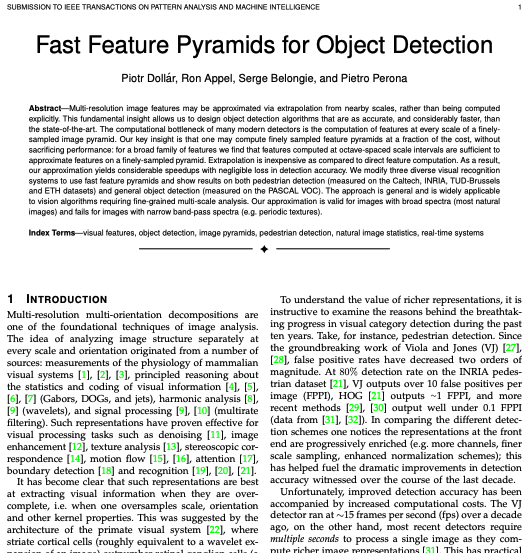 SUBMISSION TO IEEE TRANSACTIONS ON PATTERN ANALYSIS AND MACHINE INTELLIGENCE 1
Fast Feature Pyramids for Object Detection
Piotr Dollár, Ron Appel, Serge Belongie, and Pietro Perona
Abstract—Multi-resolution image features may be approximated via extrapolation from nearby scales, rather than being computed
explicitly. This fundamental insight allows us to design object detection algorithms that are as accurate, and considerably faster, than
the state-of-the-art. The computational bottleneck of many modern detectors is the computation of features at every scale of a finely-
sampled image pyramid. Our key insight is that one may compute finely sampled feature pyramids at a fraction of the cost, without
sacrificing performance: for a broad family of features we find that features computed at octave-spaced scale intervals are sufficient to
approximate features on a finely-sampled pyramid. Extrapolation is inexpensive as compared to direct feature computation. As a result,
our approximation yields considerable speedups with negligible loss in detection accuracy. We modify three diverse visual recognition
systems to use fast feature pyramids and show results on both pedestrian detection (measured on the Caltech, INRIA, TUD-Brussels
and ETH datasets) and general object detection (measured on the PASCAL VOC). The approach is general and is widely applicable
to vision algorithms requiring fine-grained multi-scale analysis. Our approximation is valid for images with broad spectra (most natural
images) and fails for images with narrow band-pass spectra (e.g. periodic textures).
Index Terms—visual features, object detection, image pyramids, pedestrian detection, natural image statistics, real-time systems
1 INTRODUCTION
Multi-resolution multi-orientation decompositions are
one of the foundational techniques of image analysis.
The idea of analyzing image structure separately at
every scale and orientation originated from a number of
sources: measurements of the physiology of mammalian
visual systems [1], [2], [3], principled reasoning about
the statistics and coding of visual information [4], [5],
[6], [7] (Gabors, DOGs, and jets), harmonic analysis [8],
[9] (wavelets), and signal processing [9], [10] (multirate
filtering). Such representations have proven effective for
visual processing tasks such as denoising [11], image
enhancement [12], texture analysis [13], stereoscopic cor-
respondence [14], motion flow [15], [16], attention [17],
boundary detection [18] and recognition [19], [20], [21].
It has become clear that such representations are best
at extracting visual information when they are over-
complete, i.e. when one oversamples scale, orientation
and other kernel properties. This was suggested by the
architecture of the primate visual system [22], where
striate cortical cells (roughly equivalent to a wavelet ex-
To understand the value of richer representations, it is
instructive to examine the reasons behind the breathtak-
ing progress in visual category detection during the past
ten years. Take, for instance, pedestrian detection. Since
the groundbreaking work of Viola and Jones (VJ) [27],
[28], false positive rates have decreased two orders of
magnitude. At 80% detection rate on the INRIA pedes-
trian dataset [21], VJ outputs over 10 false positives per
image (FPPI), HOG [21] outputs ~1 FPPI, and more
recent methods [29], [30] output well under 0.1 FPPI
(data from [31], [32]). In comparing the different detec-
tion schemes one notices the representations at the front
end are progressively enriched (e.g. more channels, finer
scale sampling, enhanced normalization schemes); this
has helped fuel the dramatic improvements in detection
accuracy witnessed over the course of the last decade.
Unfortunately, improved detection accuracy has been
accompanied by increased computational costs. The VJ
detector ran at ~15 frames per second (fps) over a decade
ago, on the other hand, most recent detectors require
multiple seconds to process a single image as they com-
pute richer image representations [31]. This has practical